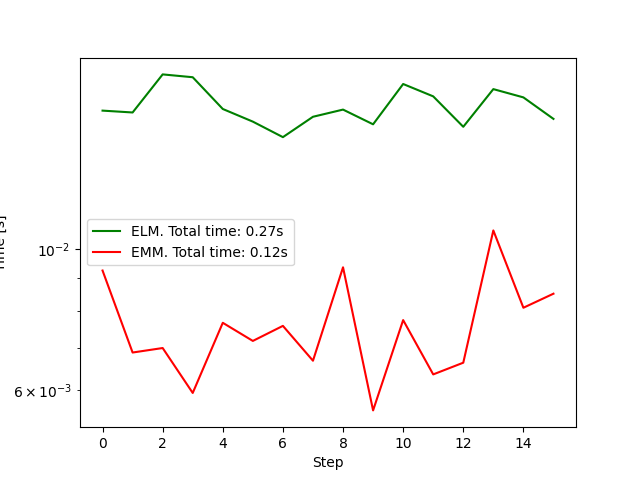 Time [s]
10⁻²
6 × 10⁻³
ELM. Total time: 0.27s
EMM. Total time: 0.12s
0 2 4 6 8 10 12 14
Step